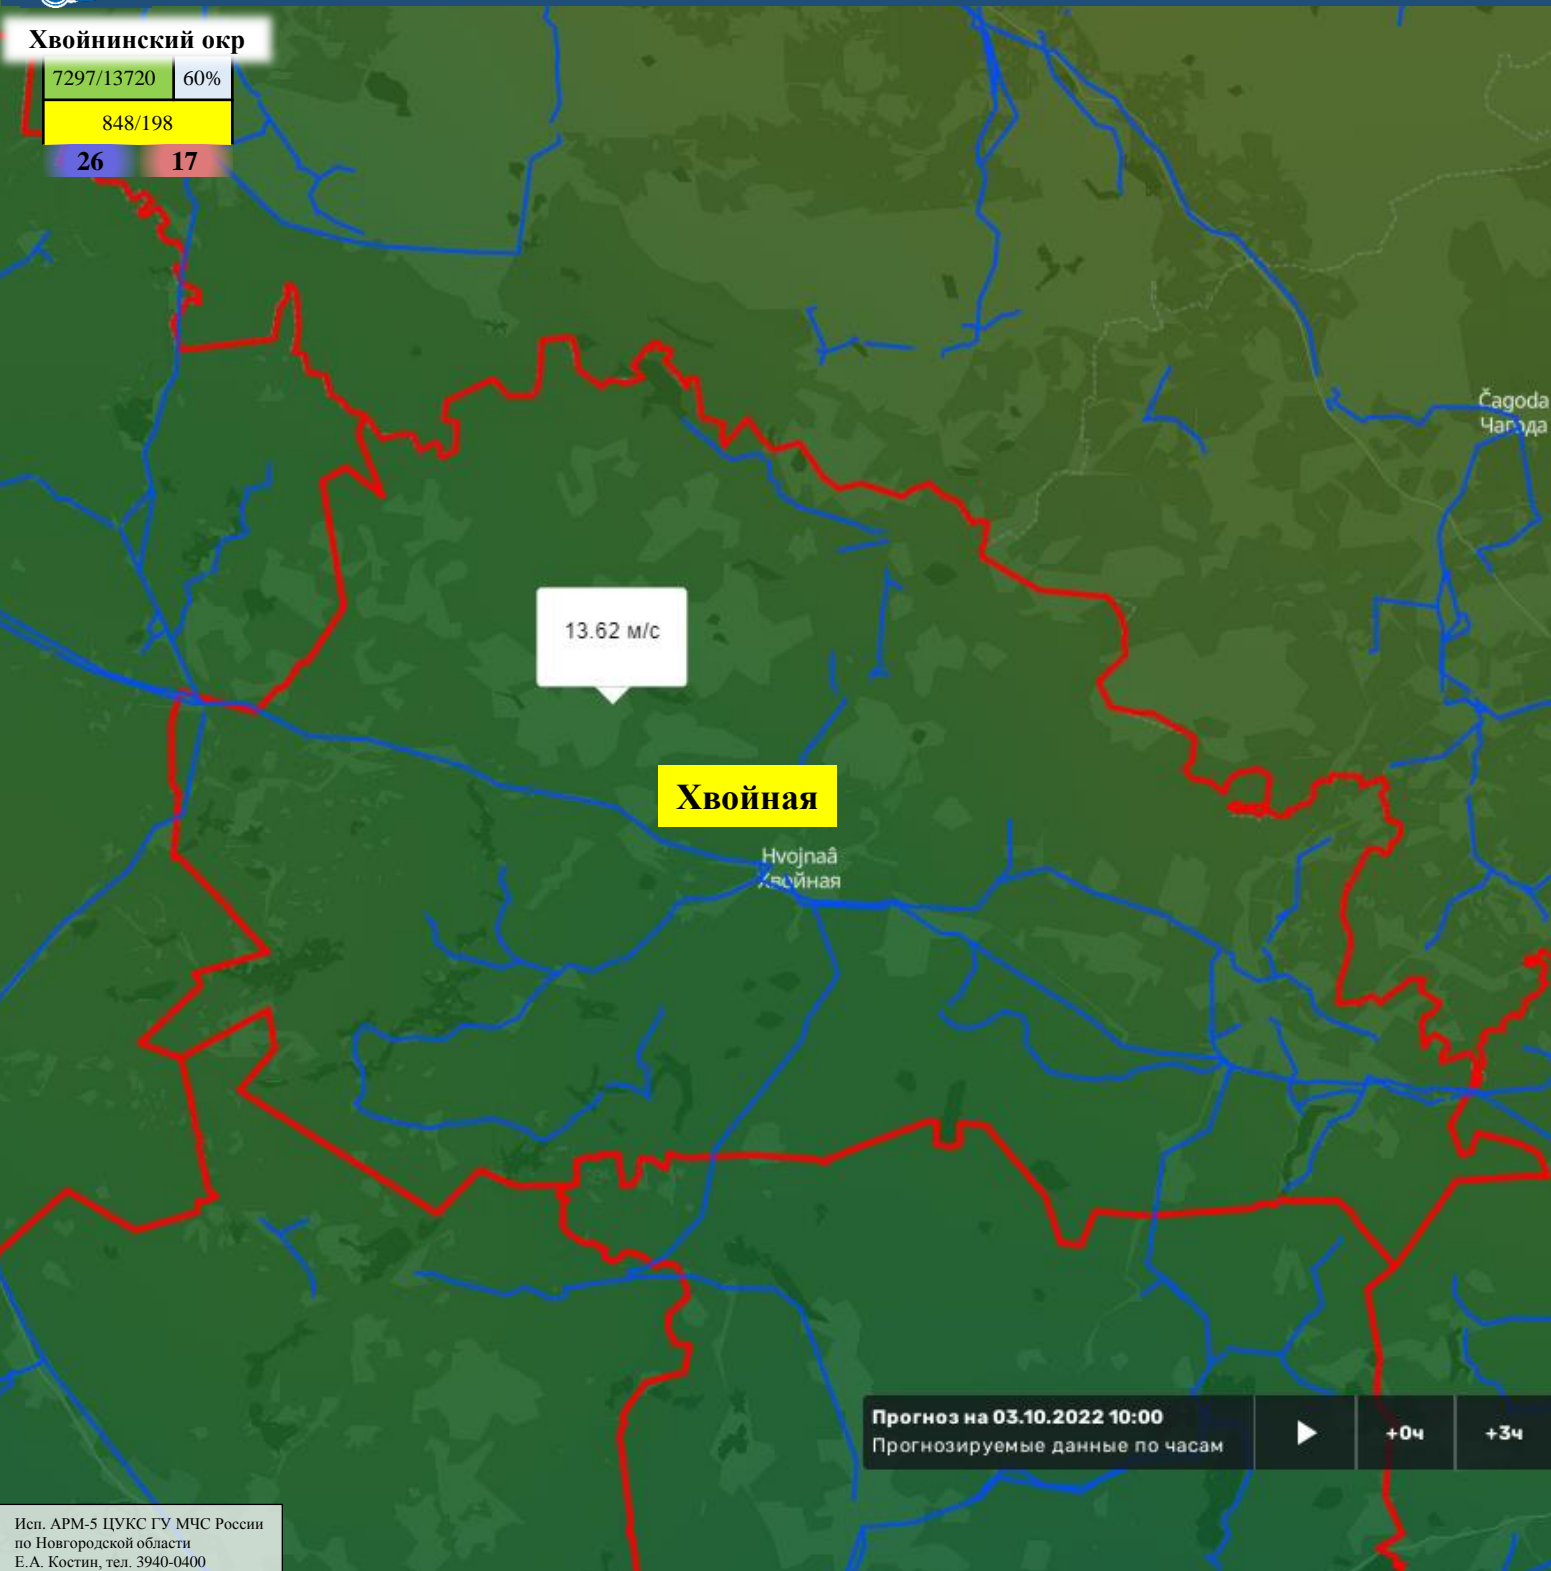 Хвойнинский окр
7297/13720 60%
848/198
26 17
Čagoda
Чагода
13.62 м/с
Хвойная
Hvojnaâ
Хвойная
Прогноз на 03.10.2022 10:00
Прогнозируемые данные по часам
+0ч
+3ч
Исп. АРМ-5 ЦУКС ГУ МЧС России
по Новгородской области
Е.А. Костин, тел. 3940-0400